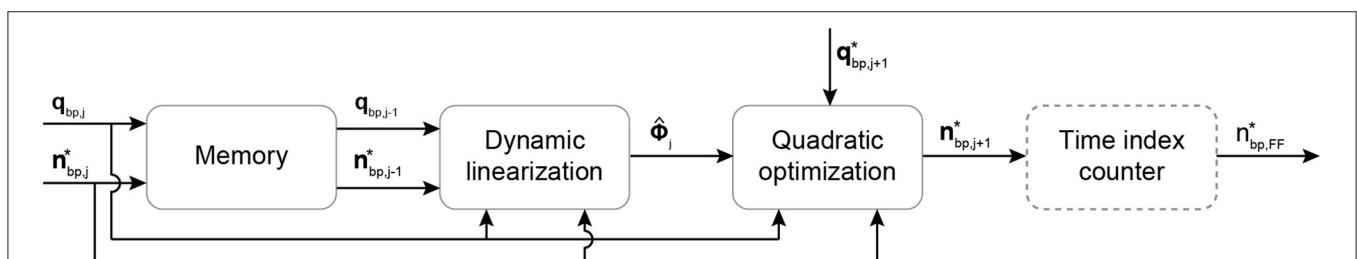 q*bp,j+1
qbp,j
Memory
qbp,j-1
Dynamic
linearization
Φ̂j
Quadratic
optimization
n*bp,j+1
Time index
counter
n*bp,FF
n*bp,j
n*bp,j-1